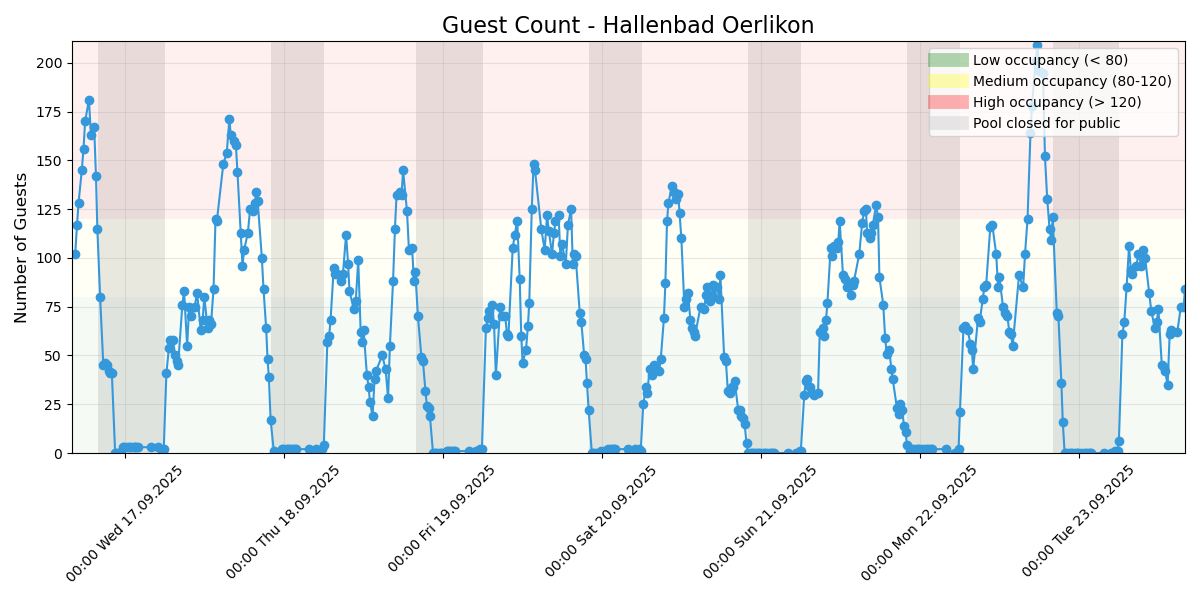 Guest Count - Hallenbad Oerlikon
Low occupancy (< 80)
Medium occupancy (80-120)
High occupancy (> 120)
Pool closed for public
Number of Guests
200
175
150
125
100
75
50
25
0
00:00 Wed 17.09.2025
00:00 Thu 18.09.2025
00:00 Fri 19.09.2025
00:00 Sat 20.09.2025
00:00 Sun 21.09.2025
00:00 Mon 22.09.2025
00:00 Tue 23.09.2025